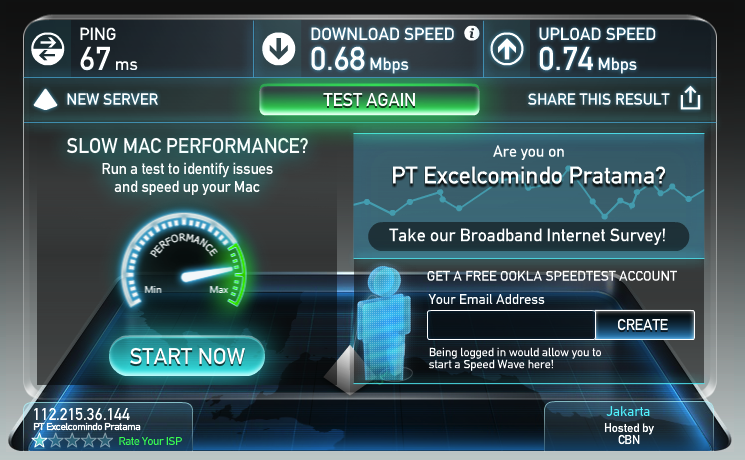 PING
67 ms
DOWNLOAD SPEED
0.68 Mbps
UPLOAD SPEED
0.74 Mbps
NEW SERVER
TEST AGAIN
SHARE THIS RESULT
SLOW MAC PERFORMANCE?
Run a test to identify issues
and speed up your Mac
PERFORMANCE
Min
Max
START NOW
Are you on
PT Excelcomindo Pratama?
Take our Broadband Internet Survey!
GET A FREE OOKLA SPEEDTEST ACCOUNT
Your Email Address
CREATE
Being logged in would allow you to
start a Speed Wave here!
112.215.36.144
PT Excelcomindo Pratama
Rate Your ISP
Jakarta
Hosted by
CBN